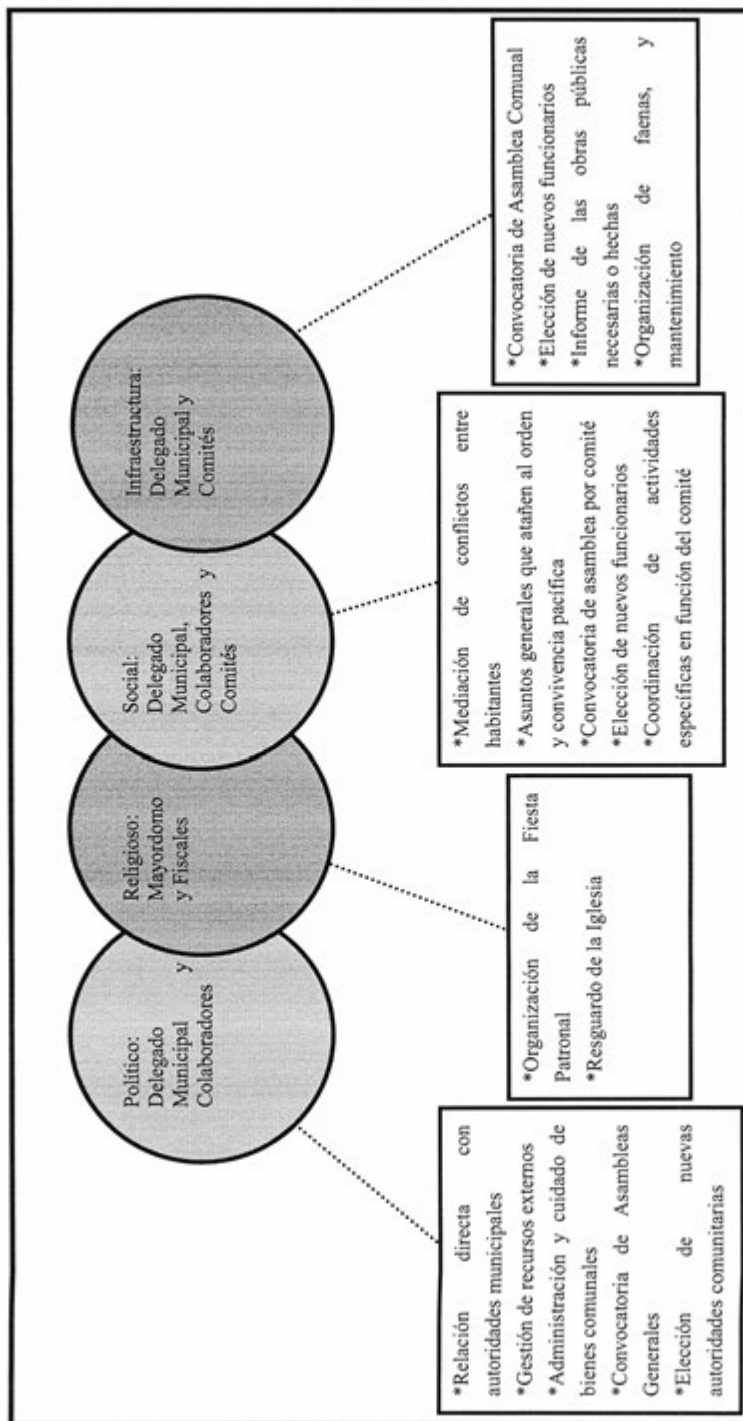 Político:
Delegado
Municipal y
Colaboradores
Religioso:
Mayordomo
y Fiscales
Social:
Delegado
Municipal,
Colaboradores y
Comités
Infraestructura:
Delegado
Municipal y
Comités
*Relación directa con
autoridades municipales
*Gestión de recursos externos
*Administración y cuidado de
bienes comunales
*Convocatoria de Asambleas
Generales
*Elección de nuevas
autoridades comunitarias
*Organización de la Fiesta
Patronal
*Resguardo de la Iglesia
*Mediación de conflictos entre
habitantes
*Asuntos generales que atañen al orden
y convivencia pacífica
*Convocatoria de asamblea por comité
*Elección de nuevos funcionarios
*Coordinación de actividades
específicas en función del comité
*Convocatoria de Asamblea Comunal
*Elección de nuevos funcionarios
*Informe de las obras públicas
necesarias o hechas
*Organización de faenas, y
mantenimiento